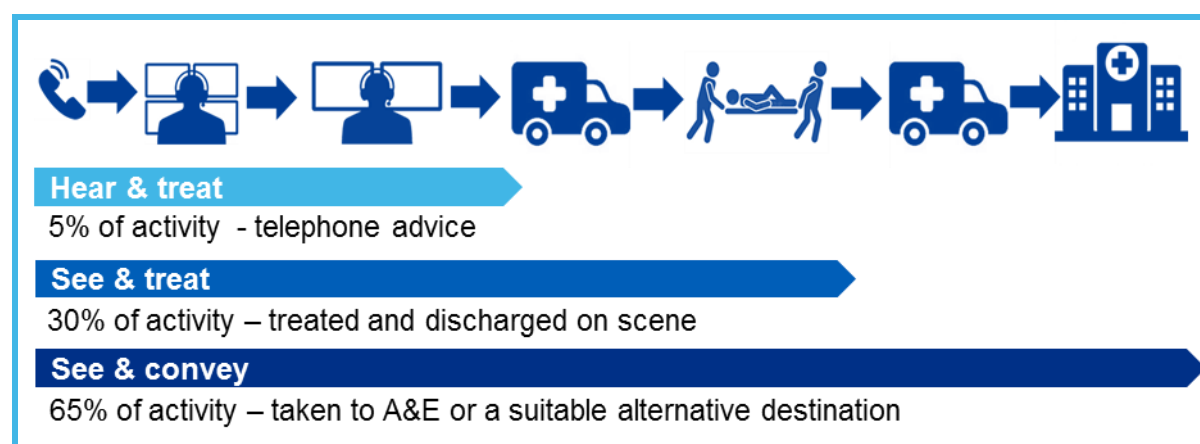 Hear & treat
5% of activity  - telephone advice
See & treat
30% of activity – treated and discharged on scene
See & convey
65% of activity – taken to A&E or a suitable alternative destination